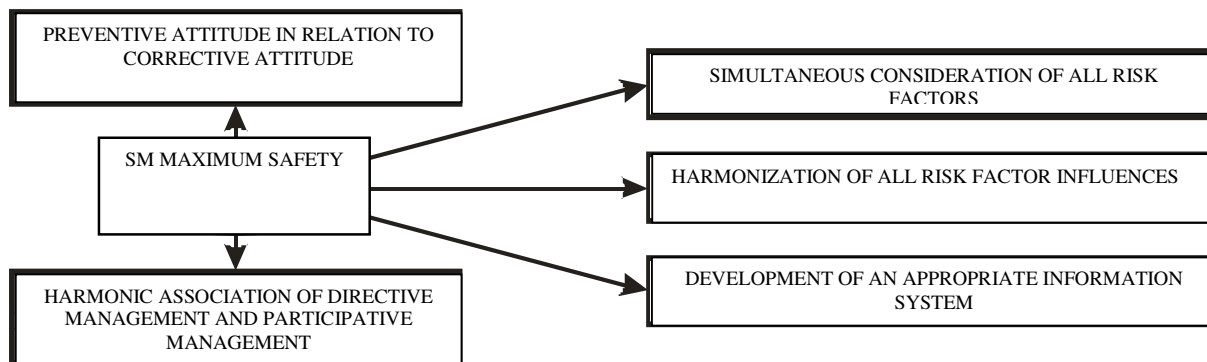 PREVENTIVE ATTITUDE IN RELATION TO
CORRECTIVE ATTITUDE
SIMULTANEOUS CONSIDERATION OF ALL RISK
FACTORS
SM MAXIMUM SAFETY
HARMONIZATION OF ALL RISK FACTOR INFLUENCES
HARMONIC ASSOCIATION OF DIRECTIVE
MANAGEMENT AND PARTICIPATIVE
MANAGEMENT
DEVELOPMENT OF AN APPROPRIATE INFORMATION
SYSTEM